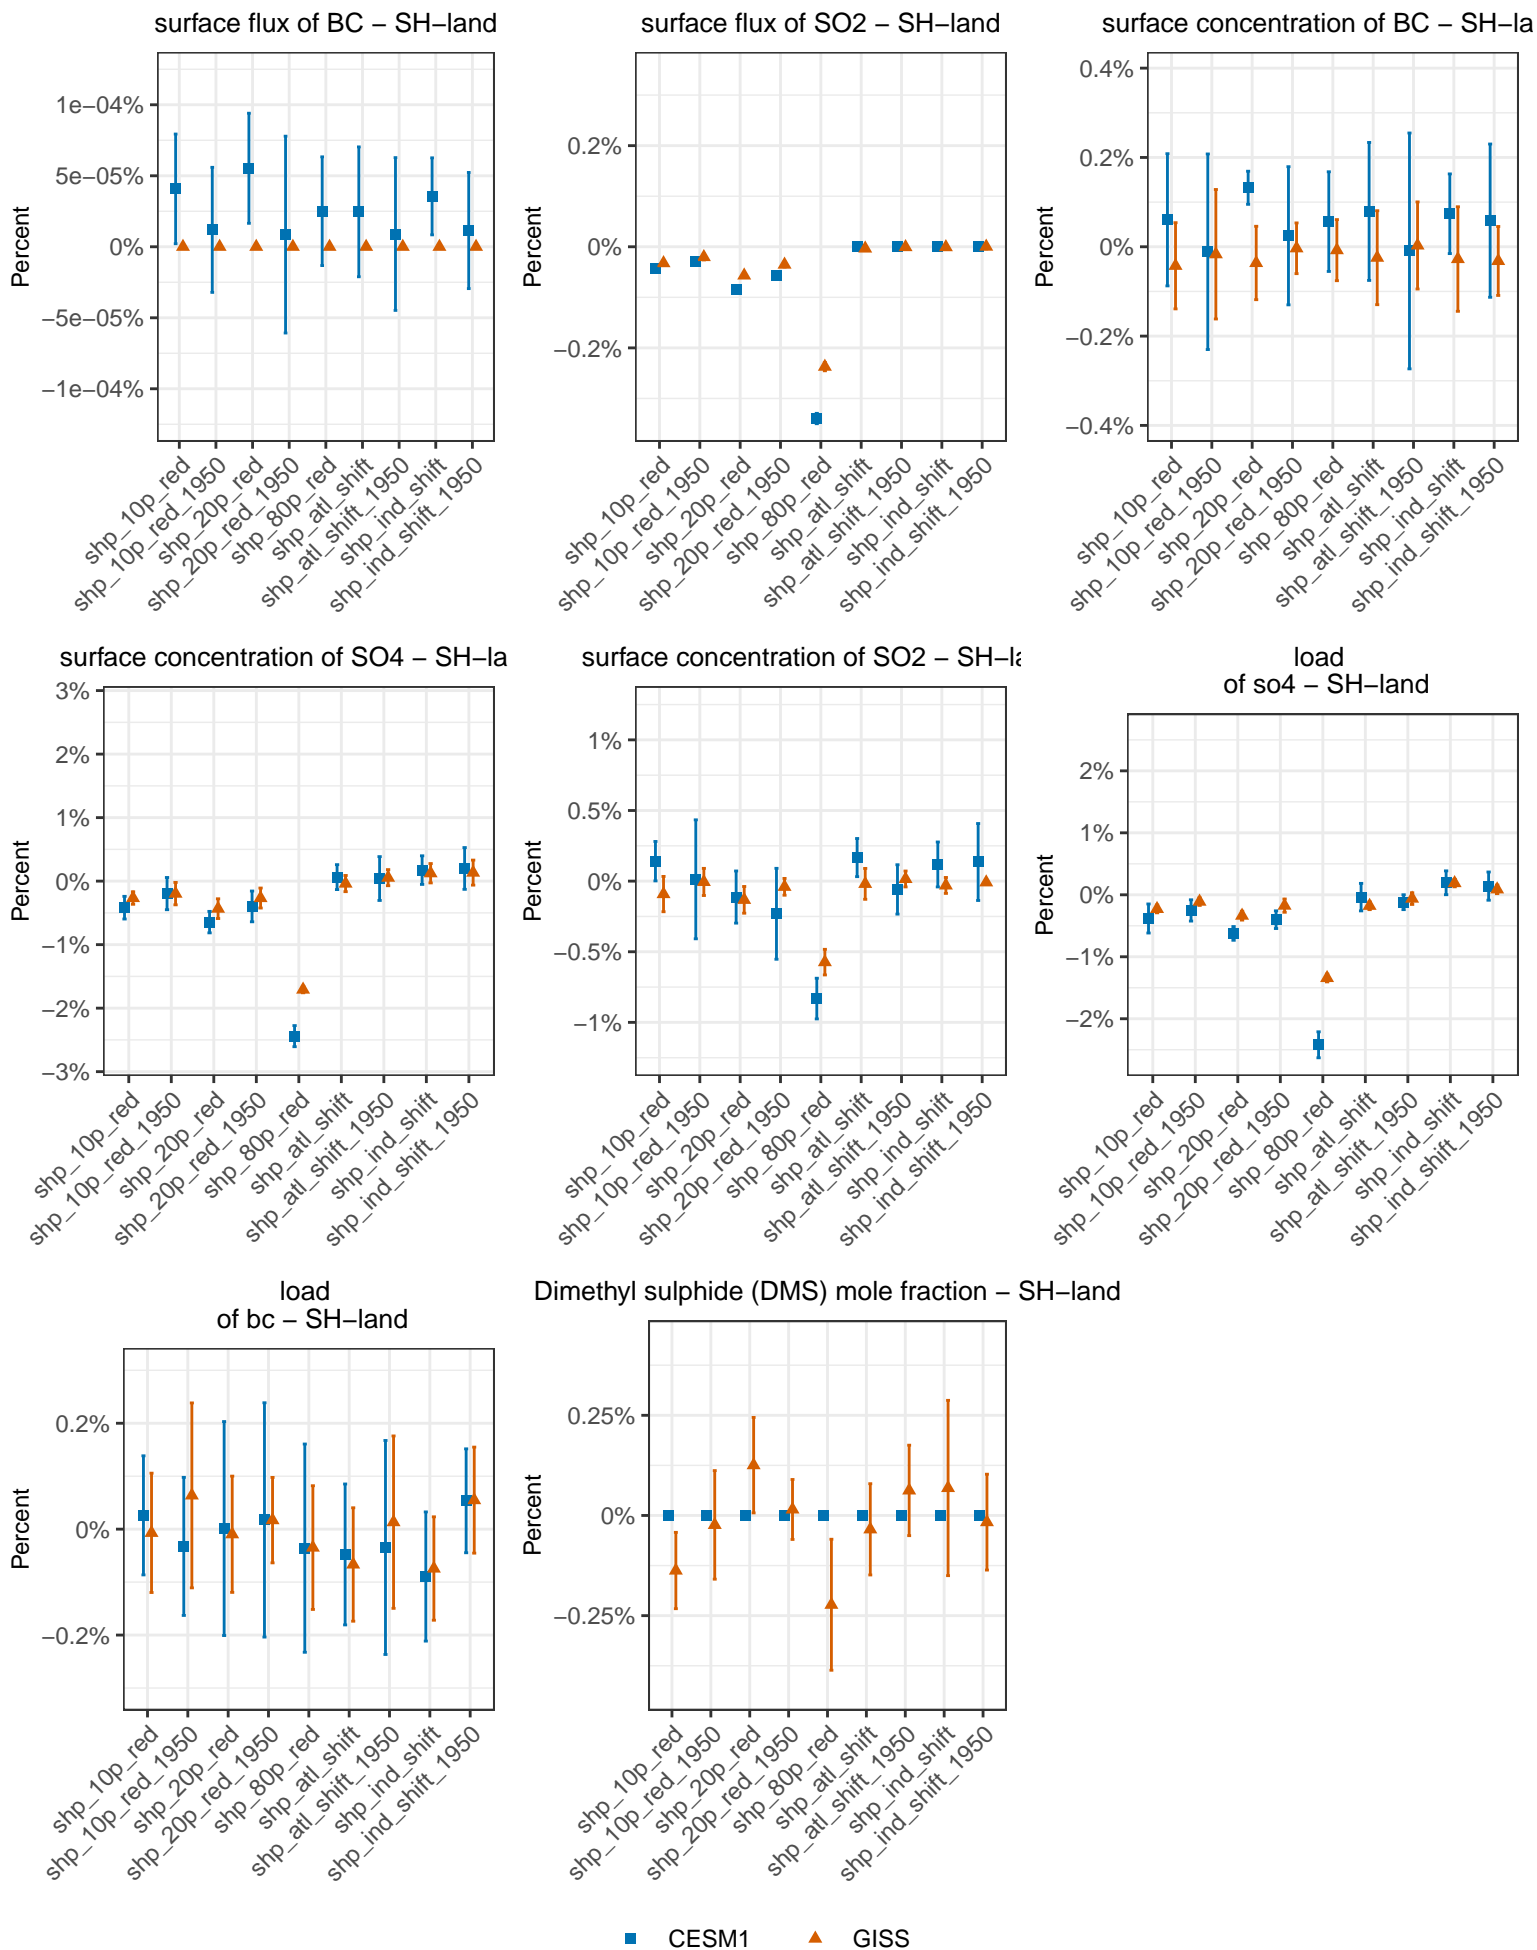 surface flux of BC − SH−land
Percent
1e−04%
5e−05%
0%
−5e−05%
−1e−04%
shp_10p_red
shp_10p_red_1950
shp_20p_red
shp_20p_red_1950
shp_80p_red
shp_atl_shift
shp_atl_shift_1950
shp_ind_shift
shp_ind_shift_1950
surface flux of SO2 − SH−land
Percent
0.2%
0%
−0.2%
shp_10p_red
shp_10p_red_1950
shp_20p_red
shp_20p_red_1950
shp_80p_red
shp_atl_shift
shp_atl_shift_1950
shp_ind_shift
shp_ind_shift_1950
surface concentration of BC − SH−la
Percent
0.4%
0.2%
0%
−0.2%
−0.4%
shp_10p_red
shp_10p_red_1950
shp_20p_red
shp_20p_red_1950
shp_80p_red
shp_atl_shift
shp_atl_shift_1950
shp_ind_shift
shp_ind_shift_1950
surface concentration of SO4 − SH−la
Percent
3%
2%
1%
0%
−1%
−2%
−3%
shp_10p_red
shp_10p_red_1950
shp_20p_red
shp_20p_red_1950
shp_80p_red
shp_atl_shift
shp_atl_shift_1950
shp_ind_shift
shp_ind_shift_1950
surface concentration of SO2 − SH−la
Percent
1%
0.5%
0%
−0.5%
−1%
shp_10p_red
shp_10p_red_1950
shp_20p_red
shp_20p_red_1950
shp_80p_red
shp_atl_shift
shp_atl_shift_1950
shp_ind_shift
shp_ind_shift_1950
load
of so4 − SH−land
Percent
2%
1%
0%
−1%
−2%
shp_10p_red
shp_10p_red_1950
shp_20p_red
shp_20p_red_1950
shp_80p_red
shp_atl_shift
shp_atl_shift_1950
shp_ind_shift
shp_ind_shift_1950
load
of bc − SH−land
Percent
0.2%
0%
−0.2%
shp_10p_red
shp_10p_red_1950
shp_20p_red
shp_20p_red_1950
shp_80p_red
shp_atl_shift
shp_atl_shift_1950
shp_ind_shift
shp_ind_shift_1950
Dimethyl sulphide (DMS) mole fraction − SH−land
Percent
0.25%
0%
−0.25%
shp_10p_red
shp_10p_red_1950
shp_20p_red
shp_20p_red_1950
shp_80p_red
shp_atl_shift
shp_atl_shift_1950
shp_ind_shift
shp_ind_shift_1950
CESM1
GISS